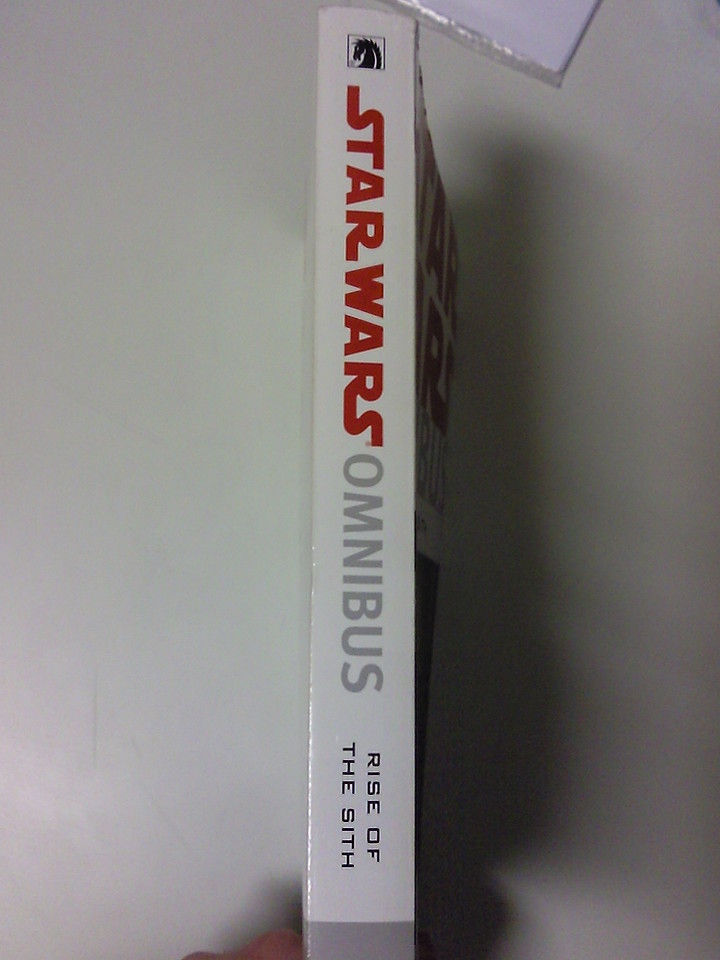 STAR WARS OMNIBUS
RISE OF
THE SITH